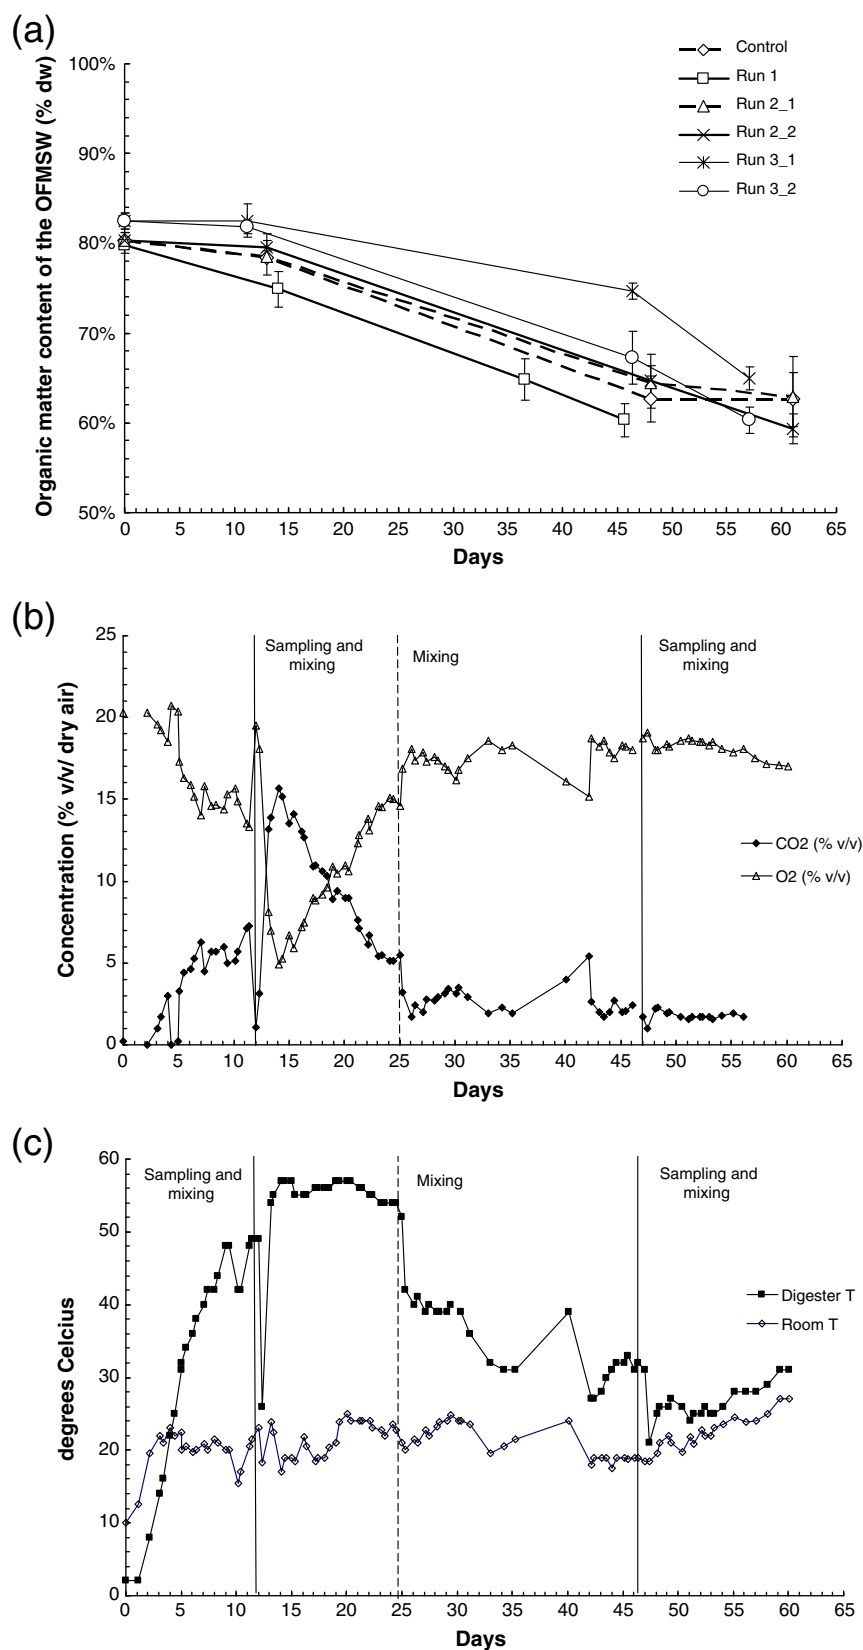 (a)
Organic matter content of the OFMSW (% dw)
100%
90%
80%
70%
60%
50%
0 5 10 15 20 25 30 35 40 45 50 55 60 65
Days
Control
Run 1
Run 2_1
Run 2_2
Run 3_1
Run 3_2
(b)
Concentration (% v/v/ dry air)
25
20
15
10
5
0
0 5 10 15 20 25 30 35 40 45 50 55 60 65
Days
Sampling and
mixing
Mixing
Sampling and
mixing
CO2 (% v/v)
O2 (% v/v)
(c)
degrees Celcius
60
50
40
30
20
10
0
0 5 10 15 20 25 30 35 40 45 50 55 60 65
Days
Sampling and
mixing
Mixing
Sampling and
mixing
Digester T
Room T